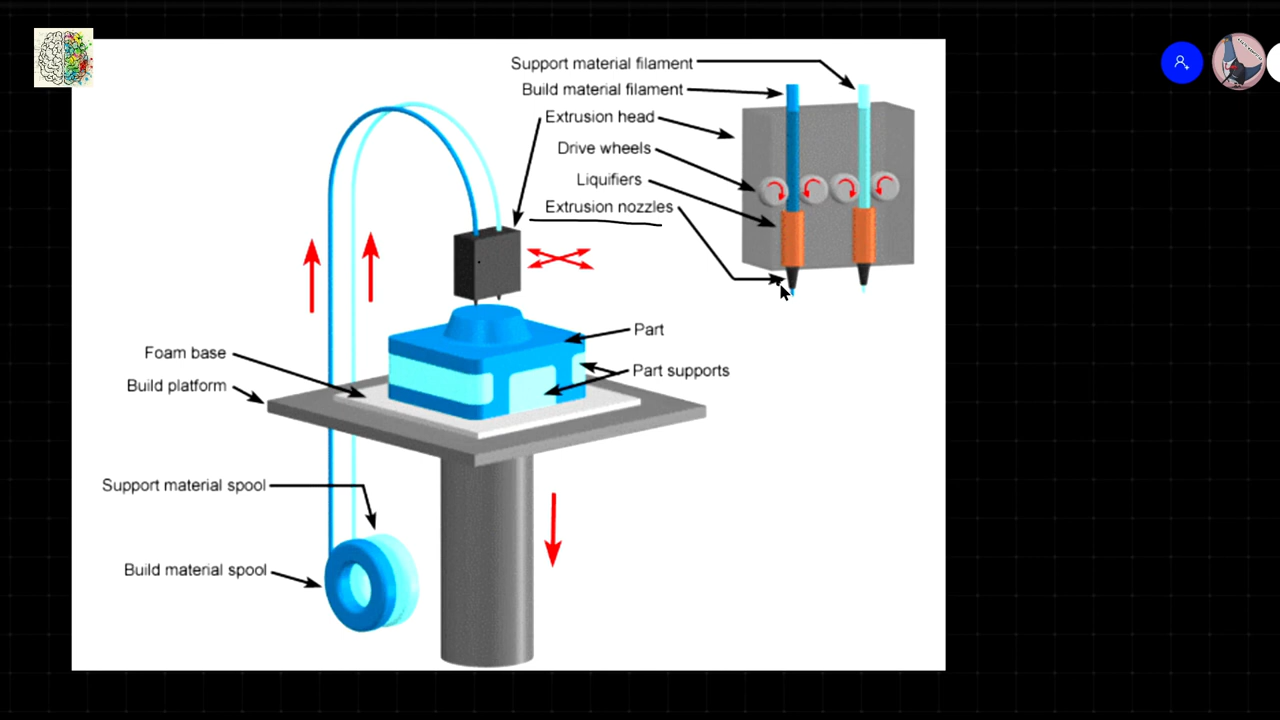 Support material filament
Build material filament
Extrusion head
Drive wheels
Liquifiers
Extrusion nozzles
Part
Foam base
Part supports
Build platform
Support material spool
Build material spool